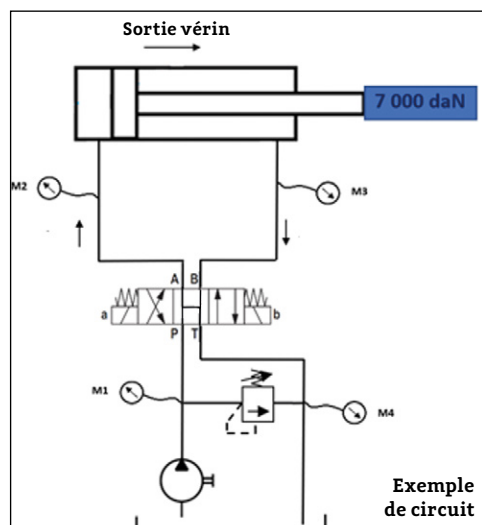 Sortie vérin
7 000 daN
M2
M3
A B
a
b
P T
M1
M4
Exemple
de circuit